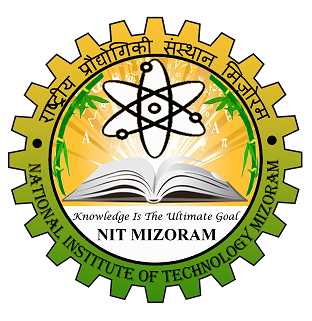 राष्ट्रीय प्रौद्योगिकी संस्थान मिज़ोरम
Knowledge Is The Ultimate Goal
NIT MIZORAM
NATIONAL INSTITUTE OF TECHNOLOGY MIZORAM